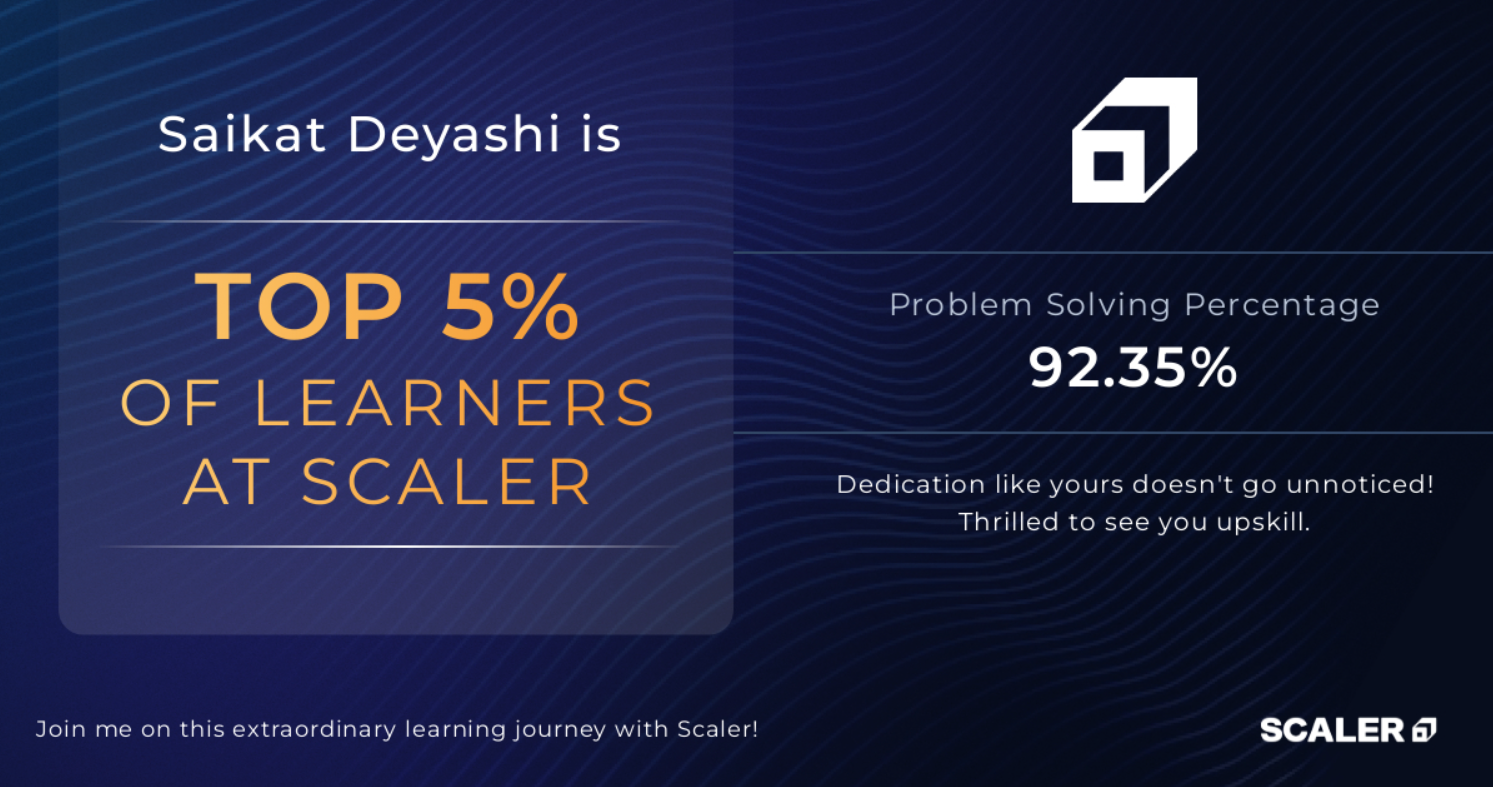 Saikat Deyashi is
TOP 5%
OF LEARNERS
AT SCALER
Problem Solving Percentage
92.35%
Dedication like yours doesn't go unnoticed!
Thrilled to see you upskill.
Join me on this extraordinary learning journey with Scaler!
SCALER